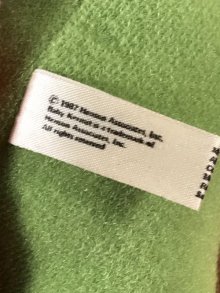 © 1987 Henson Associates, Inc.
Baby Kermit is a trademark of
Henson Associates, Inc.
All rights reserved